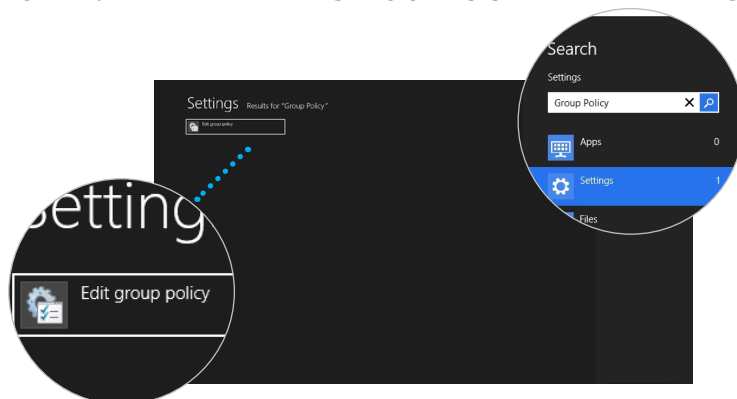 Search
Settings
Group Policy
Apps 0
Settings 1
Files
Settings Results for "Group Policy"
Edit group policy
Setting
Edit group policy